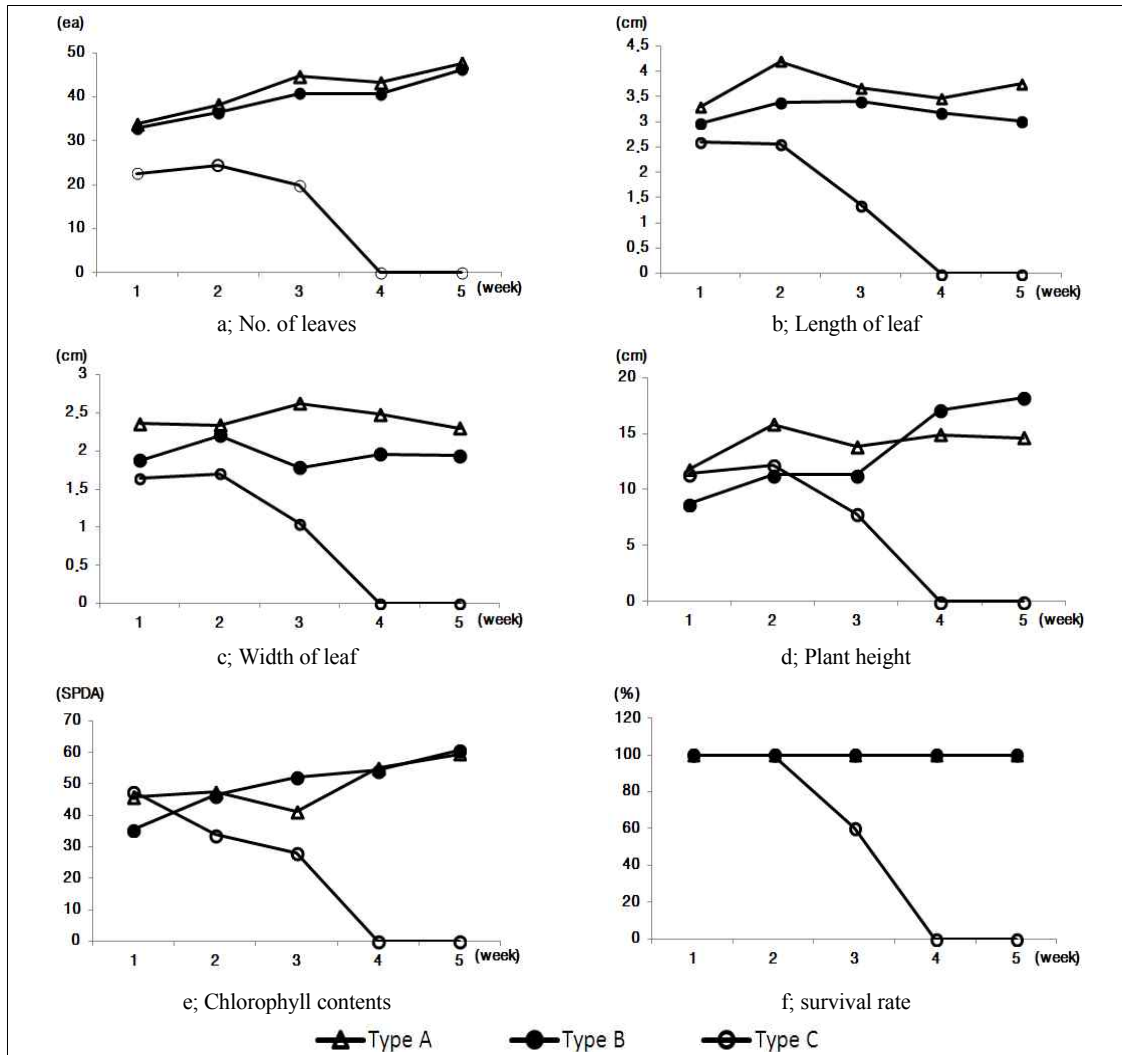 (ea)
50
40
30
20
10
0
1 2 3 4 5 (week)
a; No. of leaves
(cm)
4.5
4
3.5
3
2.5
2
1.5
1
0.5
0
1 2 3 4 5 (week)
b; Length of leaf
(cm)
3
2.5
2
1.5
1
0.5
0
1 2 3 4 5 (week)
c; Width of leaf
(cm)
20
15
10
5
0
1 2 3 4 5 (week)
d; Plant height
(SPDA)
70
60
50
40
30
20
10
0
1 2 3 4 5 (week)
e; Chlorophyll contents
(%)
120
100
80
60
40
20
0
1 2 3 4 5 (week)
f; survival rate
Type A Type B Type C